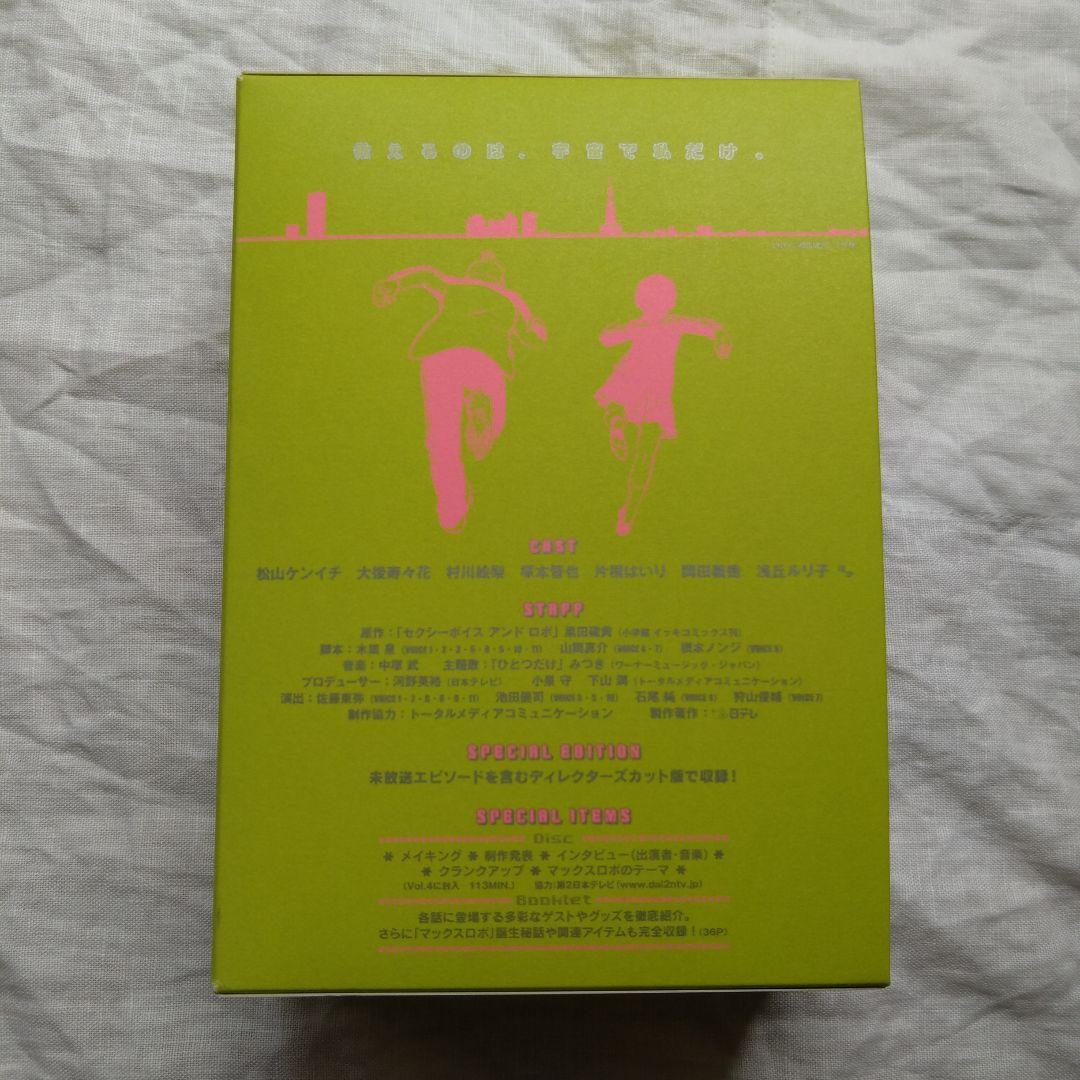 救えるのは、宇宙で私だけ。
CAST
松山ケンイチ 大後寿々花 村川絵梨 塚本晋也 片桐はいり 岡田義徳 浅丘ルリ子 ほか
STAFF
原作：「セクシーボイス アンド ロボ」黒田硫黄（小学館 イッキコミックス刊）
脚本：木皿 泉（VOICE 1・2・3・5・8・9・10・11） 山岡真介（VOICE 4・7） 根本ノンジ（VOICE 6）
音楽：中塚 武 主題歌：「ひとつだけ」みつき（ワーナーミュージック・ジャパン）
プロデューサー：河野英裕（日本テレビ） 小泉 守 下山 潤（トータルメディアコミュニケーション）
演出：佐藤東弥 池田健司 石尾 純 狩山俊輔（VOICE 7）
制作協力：トータルメディアコミュニケーション 製作著作：日テレ
SPECIAL EDITION
未放送エピソードを含むディレクターズカット版で収録！
SPECIAL ITEMS
Disc
＊ メイキング ＊ 制作発表 ＊ インタビュー（出演者・音楽） ＊
＊ クランクアップ ＊ マックスロボのテーマ ＊
（Vol.4に封入 113MIN.） 協力：第2日本テレビ（www.dai2ntv.jp）
Booklet
各話に登場する多彩なゲストやグッズを徹底紹介。
さらに「マックスロボ」誕生秘話や関連アイテムも完全収録！（36P）